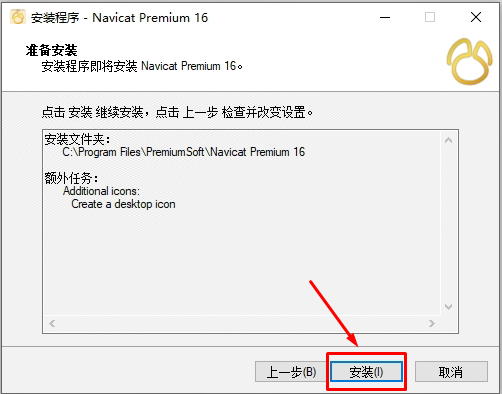 安装程序 - Navicat Premium 16
准备安装
安装程序即将安装 Navicat Premium 16。
点击 安装 继续安装，点击 上一步 检查并改变设置。
安装文件夹：
C:\Program Files\PremiumSoft\Navicat Premium 16
额外任务：
Additional icons:
Create a desktop icon
上一步(B)
安装(I)
取消